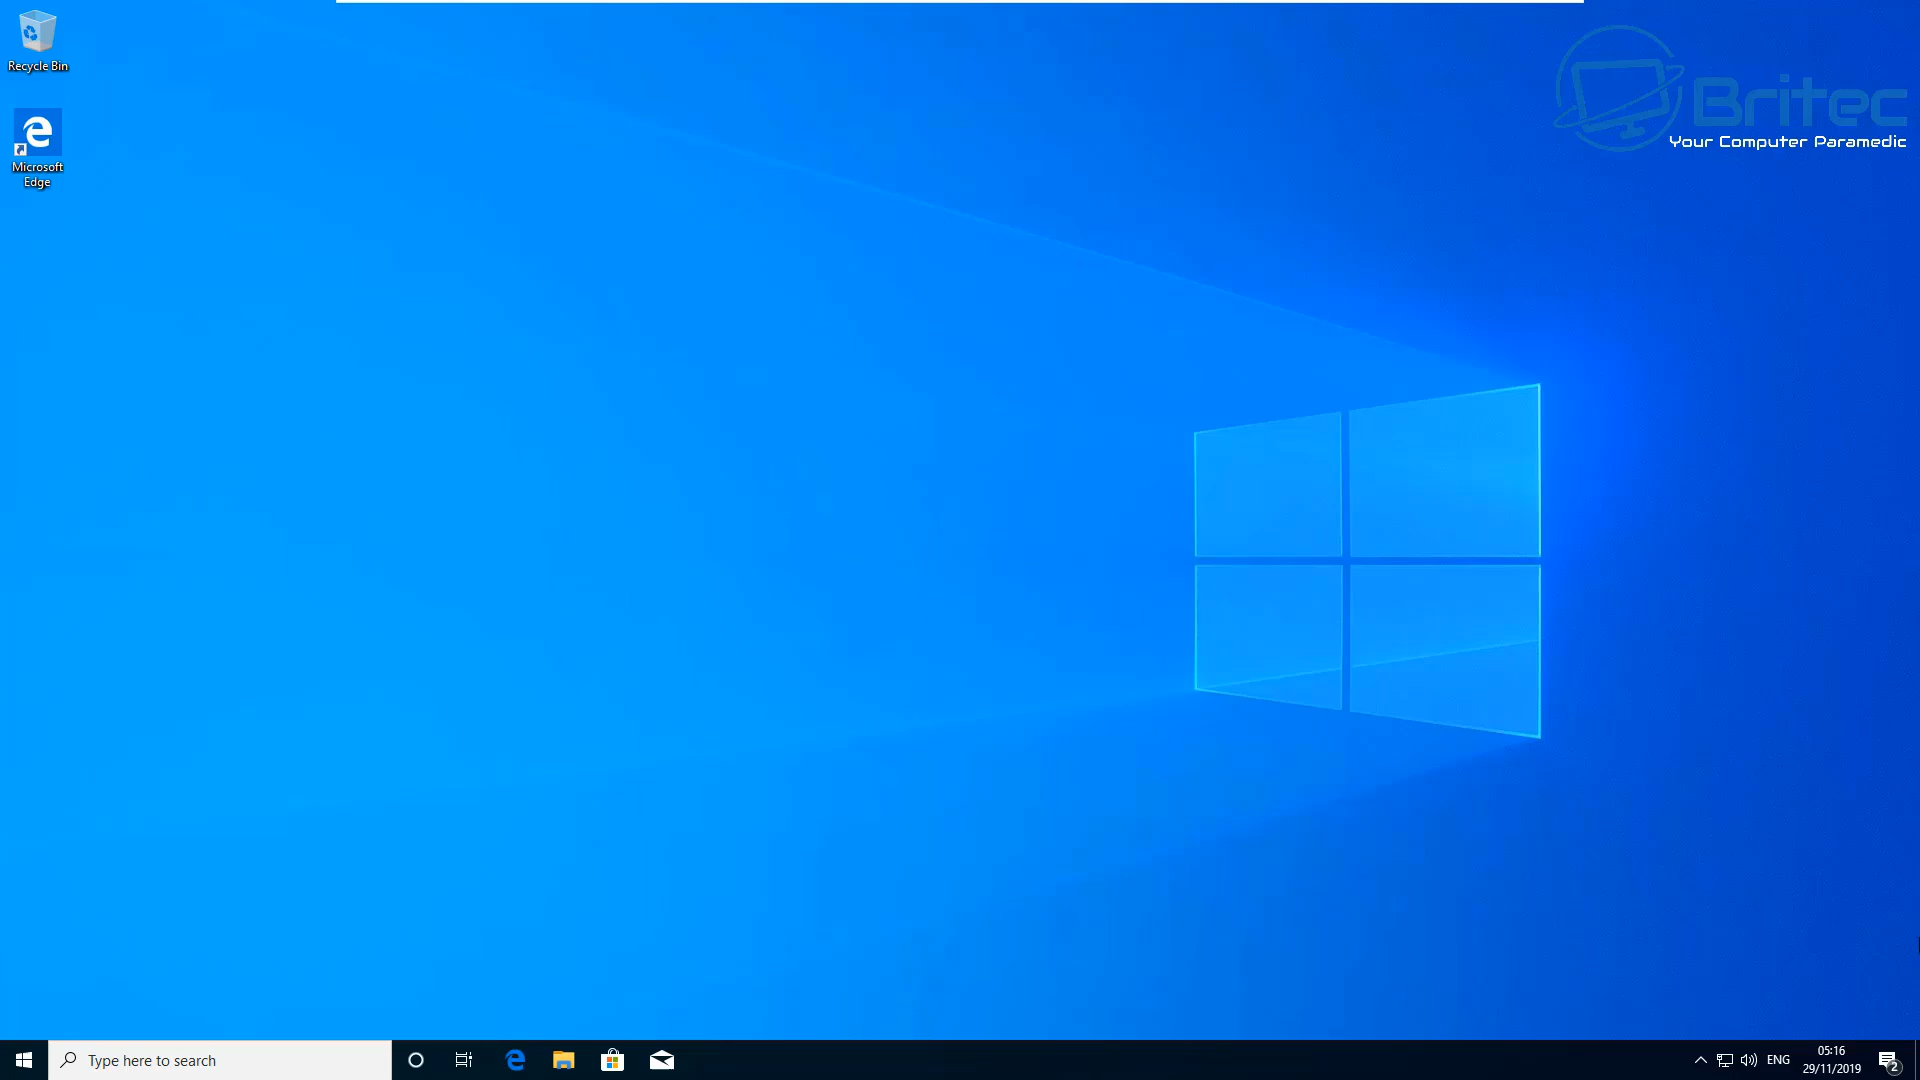 Recycle Bin
Microsoft
Edge
Britec
Your Computer Paramedic
Type here to search
ENG
05:16
29/11/2019
2